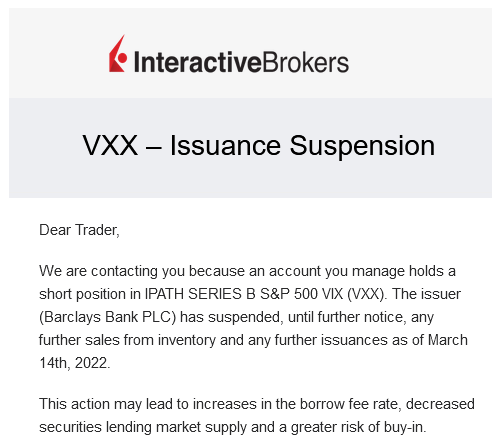 InteractiveBrokers
VXX – Issuance Suspension
Dear Trader,
We are contacting you because an account you manage holds a
short position in IPATH SERIES B S&P 500 VIX (VXX). The issuer
(Barclays Bank PLC) has suspended, until further notice, any
further sales from inventory and any further issuances as of March
14th, 2022.
This action may lead to increases in the borrow fee rate, decreased
securities lending market supply and a greater risk of buy-in.